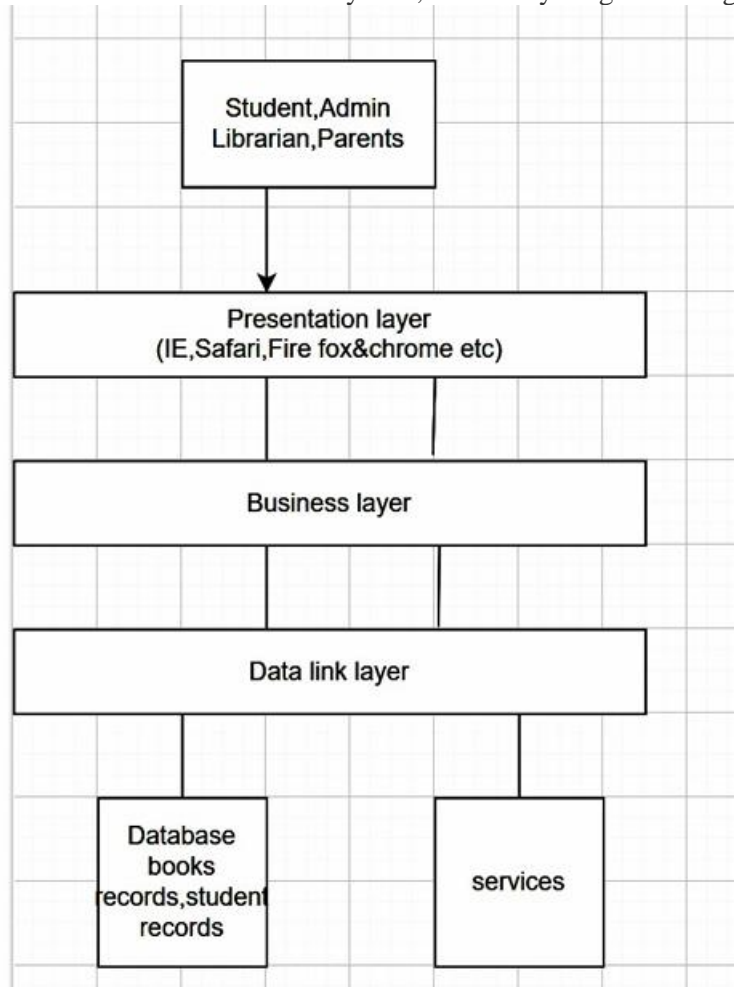 Student,Admin
Librarian,Parents
Presentation layer
(IE,Safari,Fire fox&chrome etc)
Business layer
Data link layer
Database
books
records,student
records
services